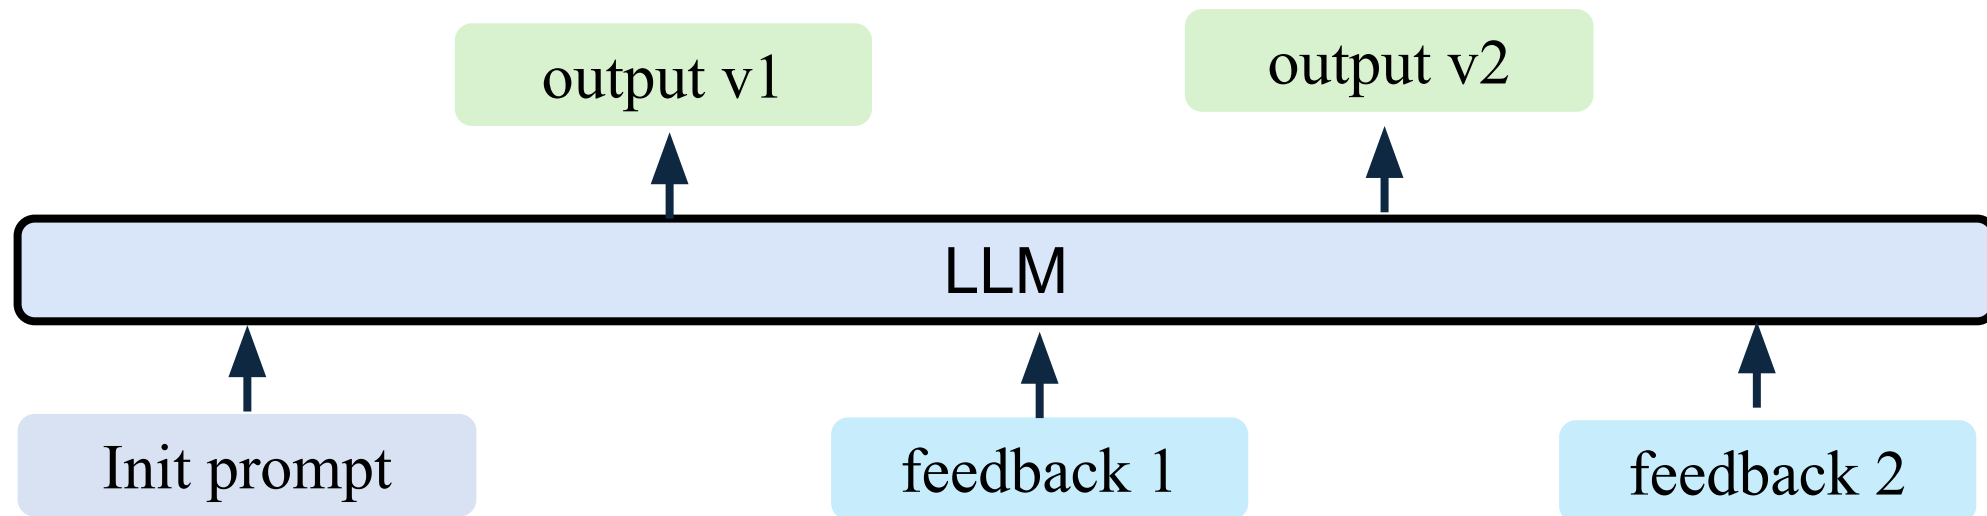 output v1
output v2
LLM
Init prompt
feedback 1
feedback 2